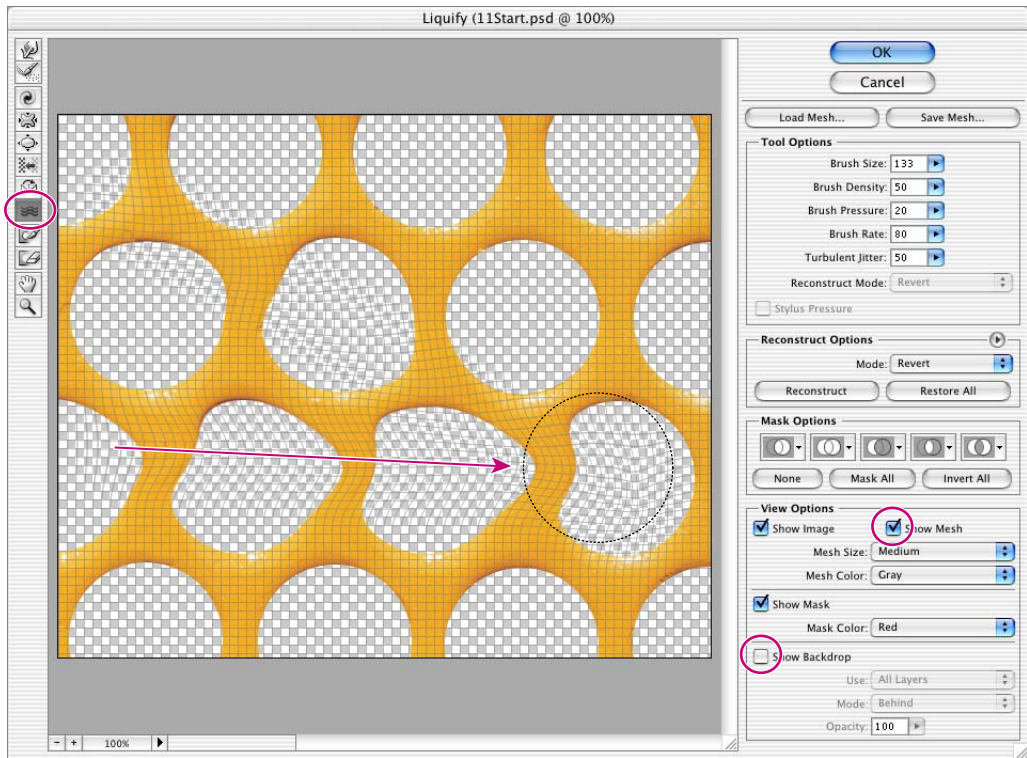 Liquify (11Start.psd @ 100%)
OK
Cancel
Load Mesh... Save Mesh...
Tool Options
Brush Size: 133
Brush Density: 50
Brush Pressure: 20
Brush Rate: 80
Turbulent Jitter: 50
Reconstruct Mode: Revert
Stylus Pressure
Reconstruct Options
Mode: Revert
Reconstruct Restore All
Mask Options
None Mask All Invert All
View Options
Show Image Show Mesh
Mesh Size: Medium
Mesh Color: Gray
Show Mask
Mask Color: Red
Show Backdrop
Use: All Layers
Mode: Behind
Opacity: 100
- + 100%